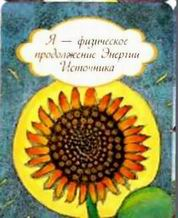 Я — физическое
продолжение Энергии
Источника